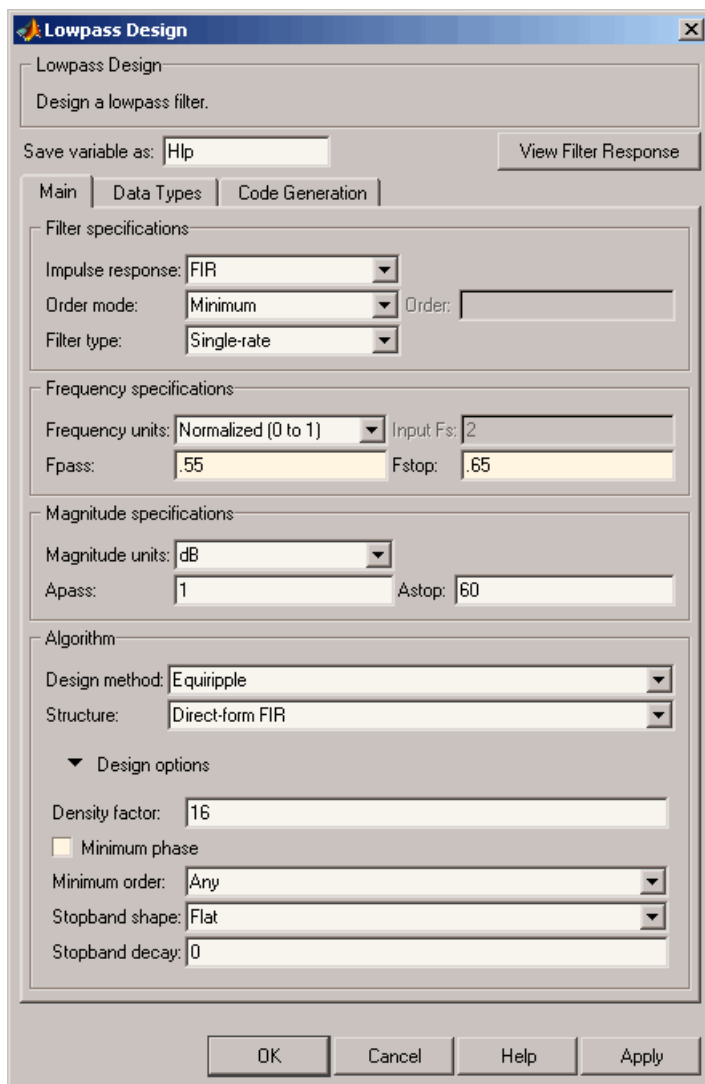 Lowpass Design
Lowpass Design
Design a lowpass filter.
Save variable as: Hlp View Filter Response
Main Data Types Code Generation
Filter specifications
Impulse response: FIR
Order mode: Minimum Order:
Filter type: Single-rate
Frequency specifications
Frequency units: Normalized (0 to 1) Input Fs: 2
Fpass: .55 Fstop: .65
Magnitude specifications
Magnitude units: dB
Apass: 1 Astop: 60
Algorithm
Design method: Equiripple
Structure: Direct-form FIR
Design options
Density factor: 16
Minimum phase
Minimum order: Any
Stopband shape: Flat
Stopband decay: 0
OK Cancel Help Apply